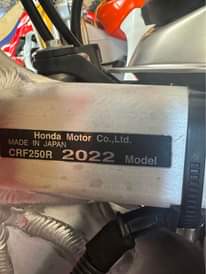 Honda Motor Co.,Ltd.
MADE IN JAPAN
CRF250R 2022 Model